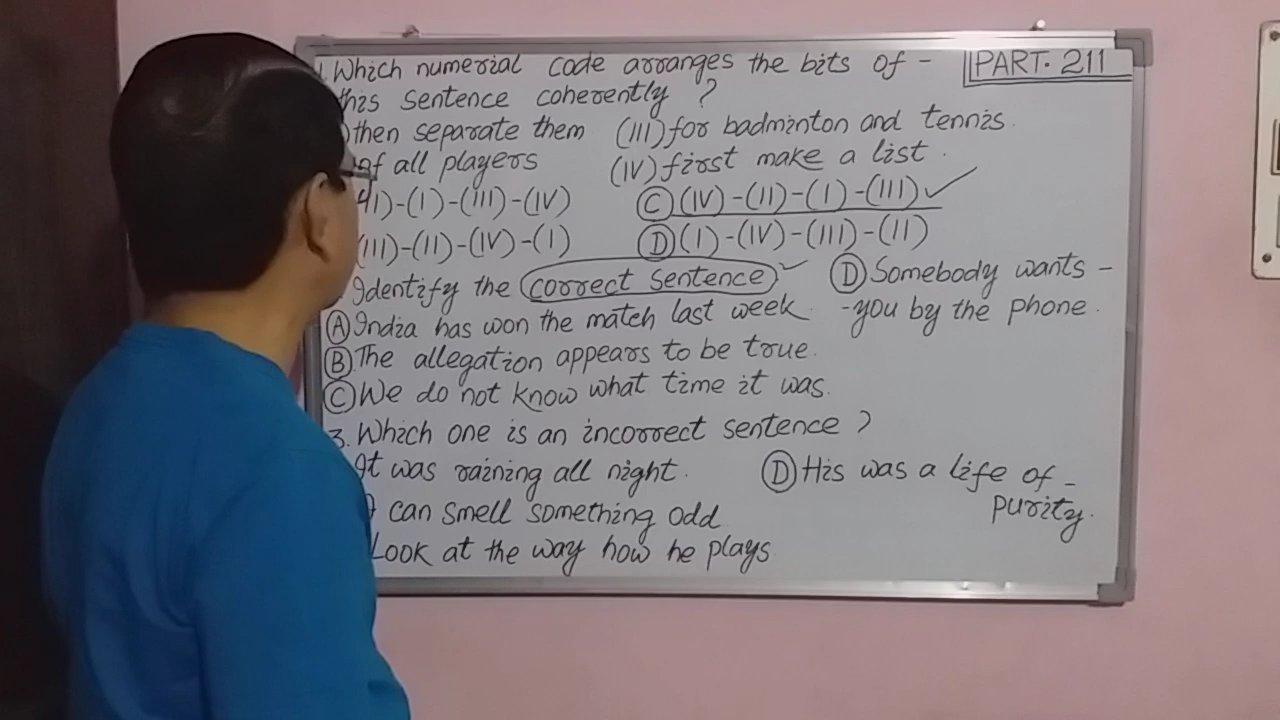 1. Which numerical code arranges the bits of - PART. 211
this sentence coherently ?
) then separate them (III) for badminton and tennis.
of all players (IV) first make a list.
II)-(I)-(III)-(IV) (C) (IV)-(II)-(I)-(III) ✓
(III)-(II)-(IV)-(I) (D) (I)-(IV)-(III)-(II)
Identify the correct sentence ✓ (D) Somebody wants -
(A) India has won the match last week. -you by the phone.
(B) The allegation appears to be true.
(C) We do not know what time it was.
3. Which one is an incorrect sentence ?
It was raining all night. (D) His was a life of -
purity.
I can smell something odd.
Look at the way how he plays